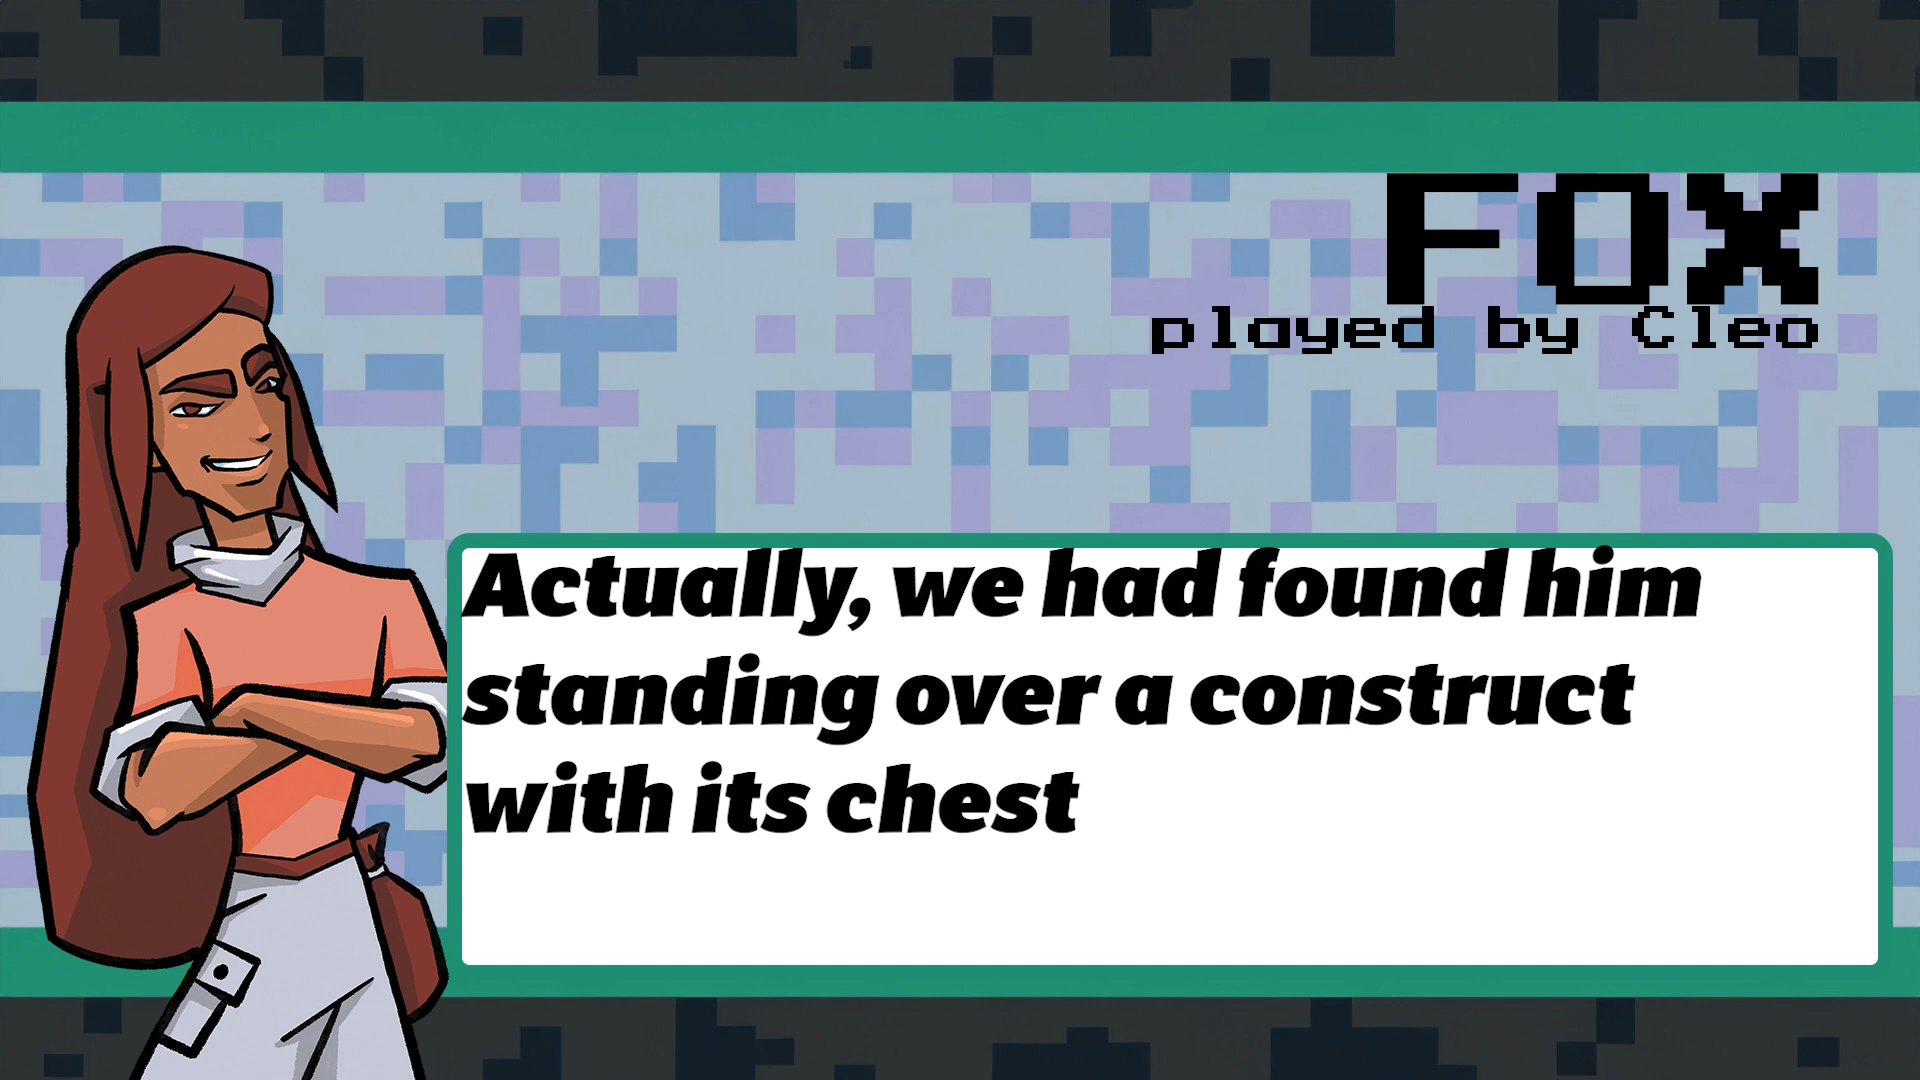 FOX
played by Cleo
Actually, we had found him
standing over a construct
with its chest